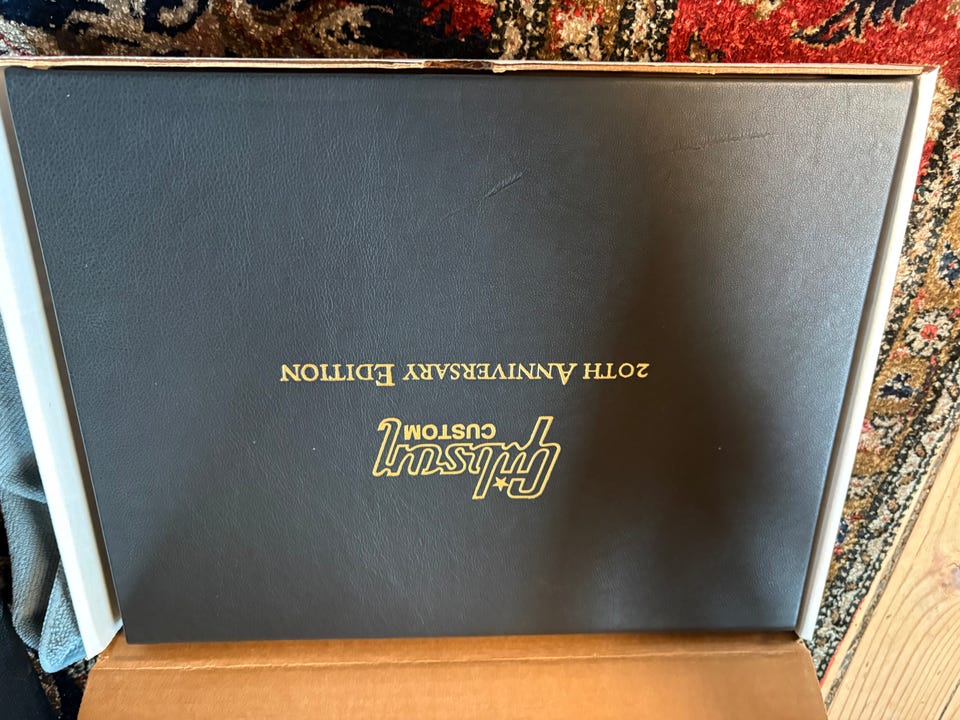 Gibson
CUSTOM
20TH ANNIVERSARY EDITION